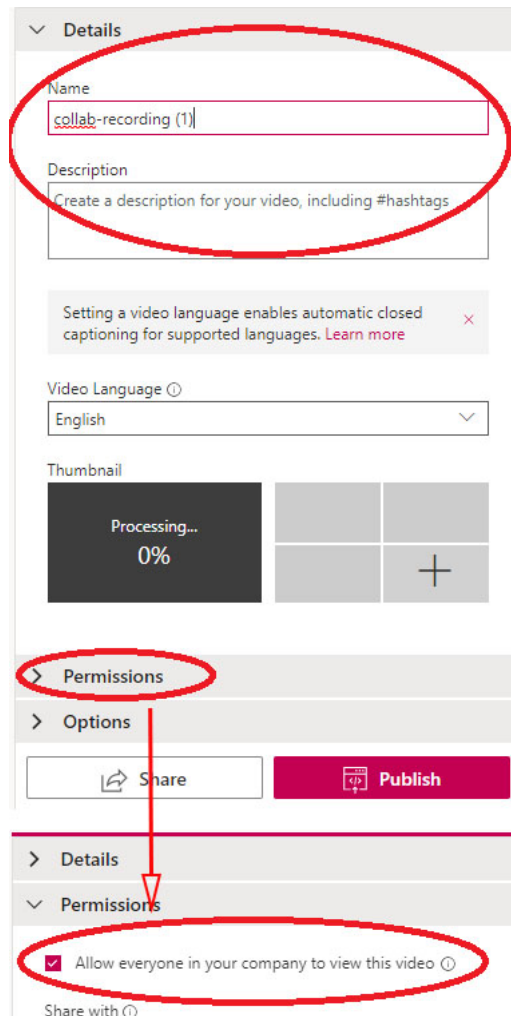 Details
Name
collab-recording (1)
Description
Create a description for your video, including #hashtags
Setting a video language enables automatic closed
captioning for supported languages. Learn more
Video Language
English
Thumbnail
Processing...
0%
Permissions
Options
Share
Publish
Details
Permissions
Allow everyone in your company to view this video
Share with